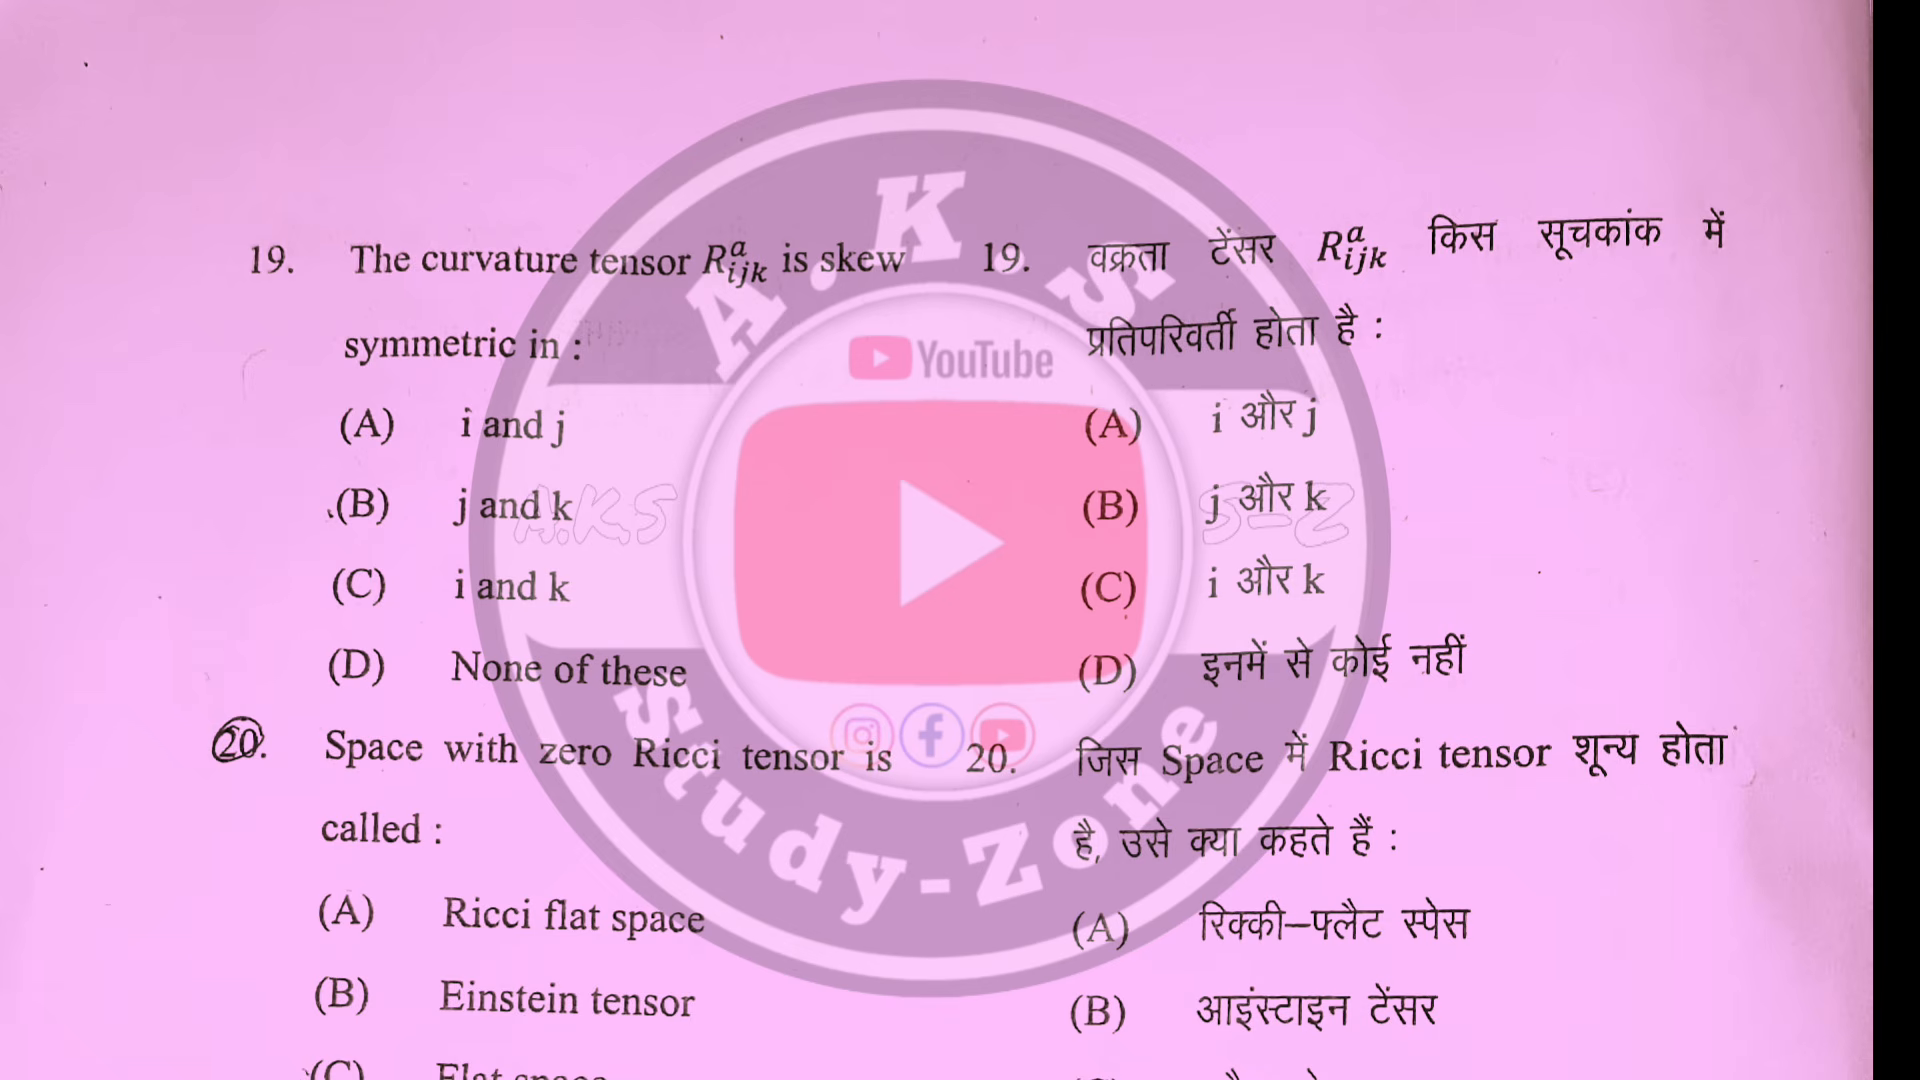 19. The curvature tensor R^a_{ijk} is skew
symmetric in :
(A) i and j
(B) j and k
(C) i and k
(D) None of these
20. Space with zero Ricci tensor is
called :
(A) Ricci flat space
(B) Einstein tensor
(C) Flat space
19. वक्रता टेंसर R^a_{ijk} किस सूचकांक में
प्रतिपरिवर्ती होता है :
(A) i और j
(B) j और k
(C) i और k
(D) इनमें से कोई नहीं
20. जिस Space में Ricci tensor शून्य होता
है, उसे क्या कहते हैं :
(A) रिक्की–फ्लैट स्पेस
(B) आइंस्टाइन टेंसर
A.K.S
YouTube
A.K.S
S-Z
Study-Zone